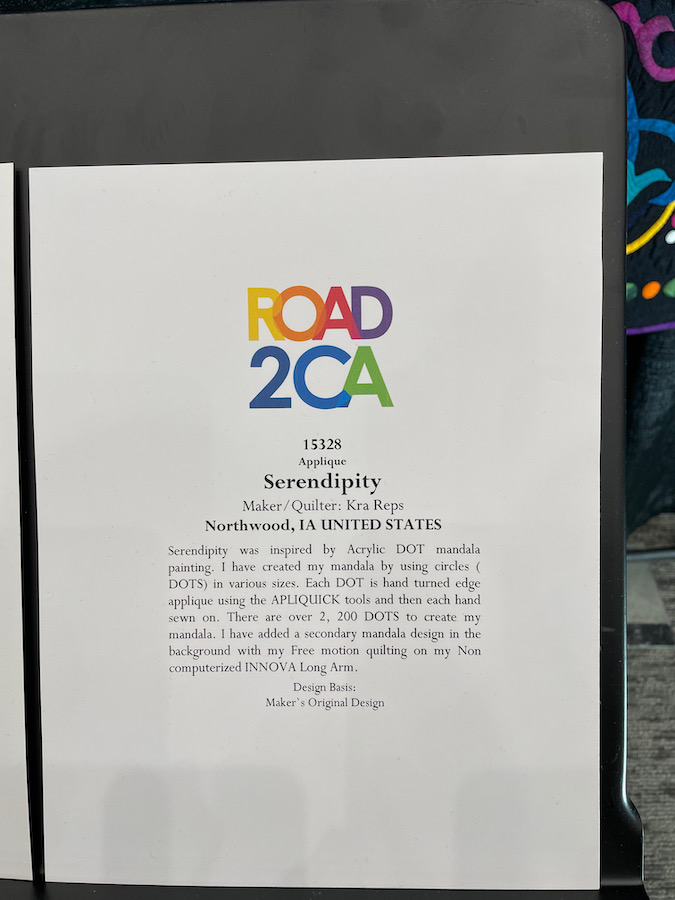 ROAD
2CA
15328
Applique
Serendipity
Maker/Quilter: Kra Reps
Northwood, IA UNITED STATES
Serendipity was inspired by Acrylic DOT mandala
painting. I have created my mandala by using circles (
DOTS) in various sizes. Each DOT is hand turned edge
applique using the APLIQUICK tools and then each hand
sewn on. There are over 2, 200 DOTS to create my
mandala. I have added a secondary mandala design in the
background with my Free motion quilting on my Non
computerized INNOVA Long Arm.
Design Basis:
Maker`s Original Design